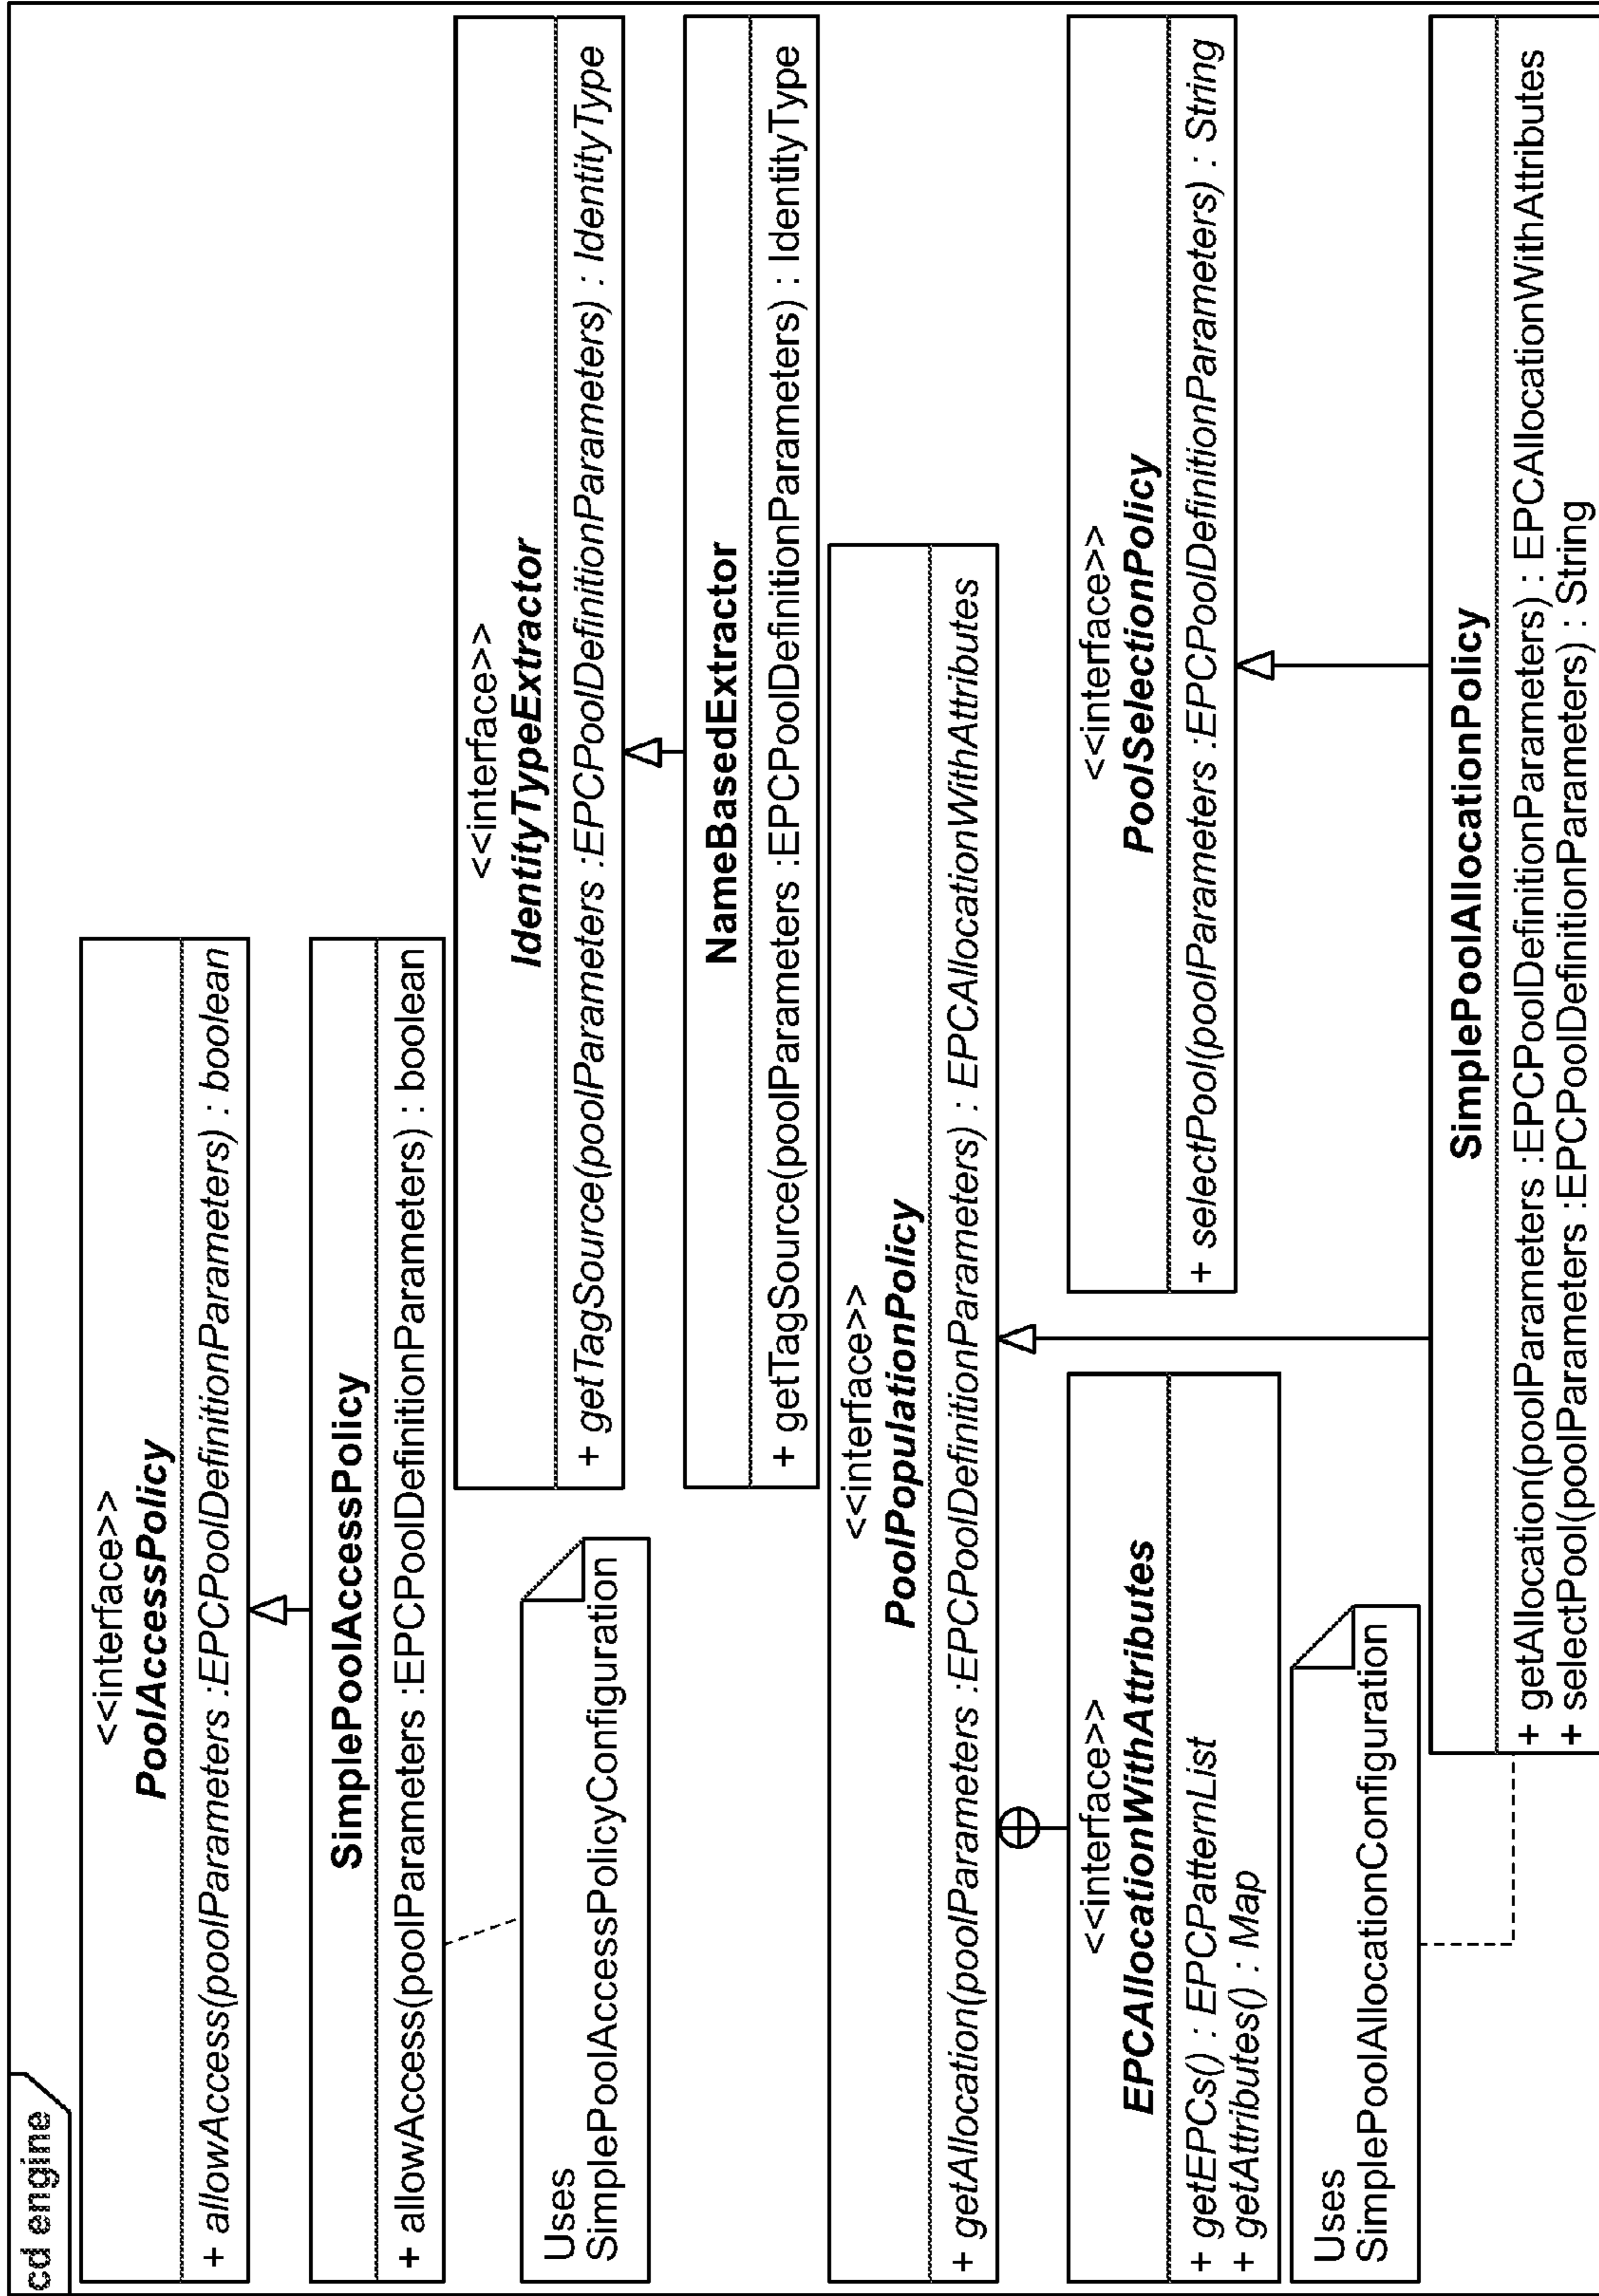 cd engine
<<interface>>
PoolAccessPolicy
+ allowAccess(poolParameters :EPCPoolDefinitionParameters) : boolean
SimplePoolAccessPolicy
+ allowAccess(poolParameters :EPCPoolDefinitionParameters) : boolean
Uses
SimplePoolAccessPolicyConfiguration
<<interface>>
IdentityTypeExtractor
+ getTagSource(poolParameters :EPCPoolDefinitionParameters) : IdentityType
NameBasedExtractor
+ getTagSource(poolParameters :EPCPoolDefinitionParameters) : IdentityType
<<interface>>
PoolPopulationPolicy
+ getAllocation(poolParameters :EPCPoolDefinitionParameters) : EPCAllocationWithAttributes
<<interface>>
EPCAllocationWithAttributes
+ getEPCs() : EPCPatternList
+ getAttributes() : Map
<<interface>>
PoolSelectionPolicy
+ selectPool(poolParameters :EPCPoolDefinitionParameters) : String
Uses
SimplePoolAllocationConfiguration
SimplePoolAllocationPolicy
+ getAllocation(poolParameters :EPCPoolDefinitionParameters) : EPCAllocationWithAttributes
+ selectPool(poolParameters :EPCPoolDefinitionParameters) : String